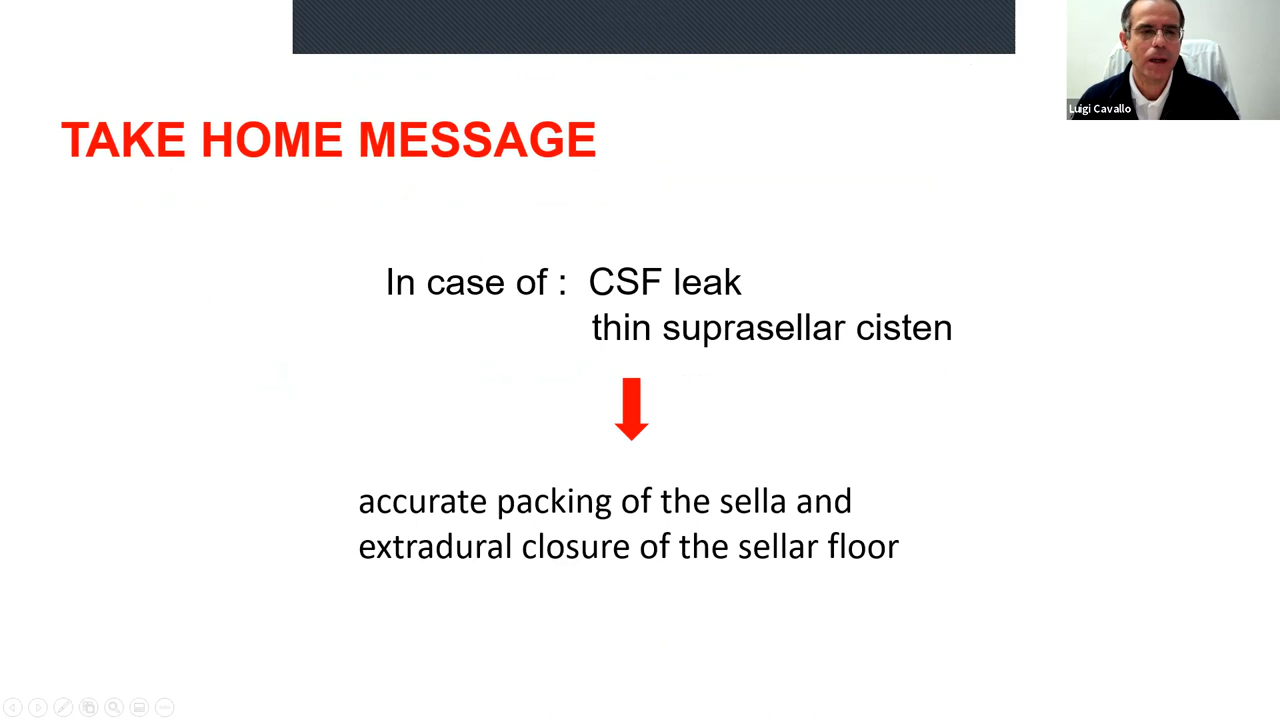 Luigi Cavallo
TAKE HOME MESSAGE
In case of : CSF leak
thin suprasellar cisten
accurate packing of the sella and
extradural closure of the sellar floor